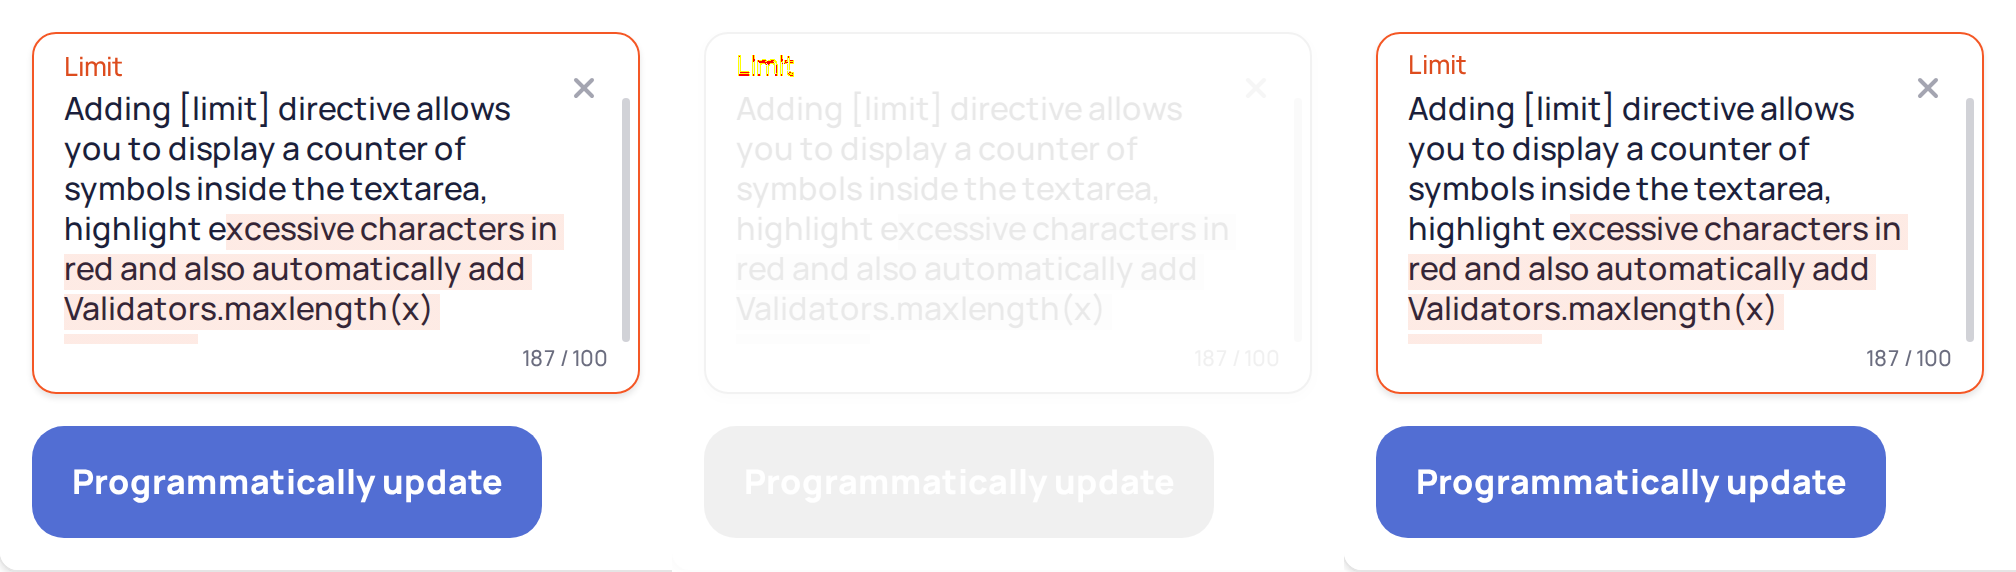 Limit
Adding [limit] directive allows
you to display a counter of
symbols inside the textarea,
highlight excessive characters in
red and also automatically add
Validators.maxlength(x)
187 / 100
Programmatically update
Limit
Adding [limit] directive allows
you to display a counter of
symbols inside the textarea,
highlight excessive characters in
red and also automatically add
Validators.maxlength(x)
187 / 100
Programmatically update
Limit
Adding [limit] directive allows
you to display a counter of
symbols inside the textarea,
highlight excessive characters in
red and also automatically add
Validators.maxlength(x)
187 / 100
Programmatically update